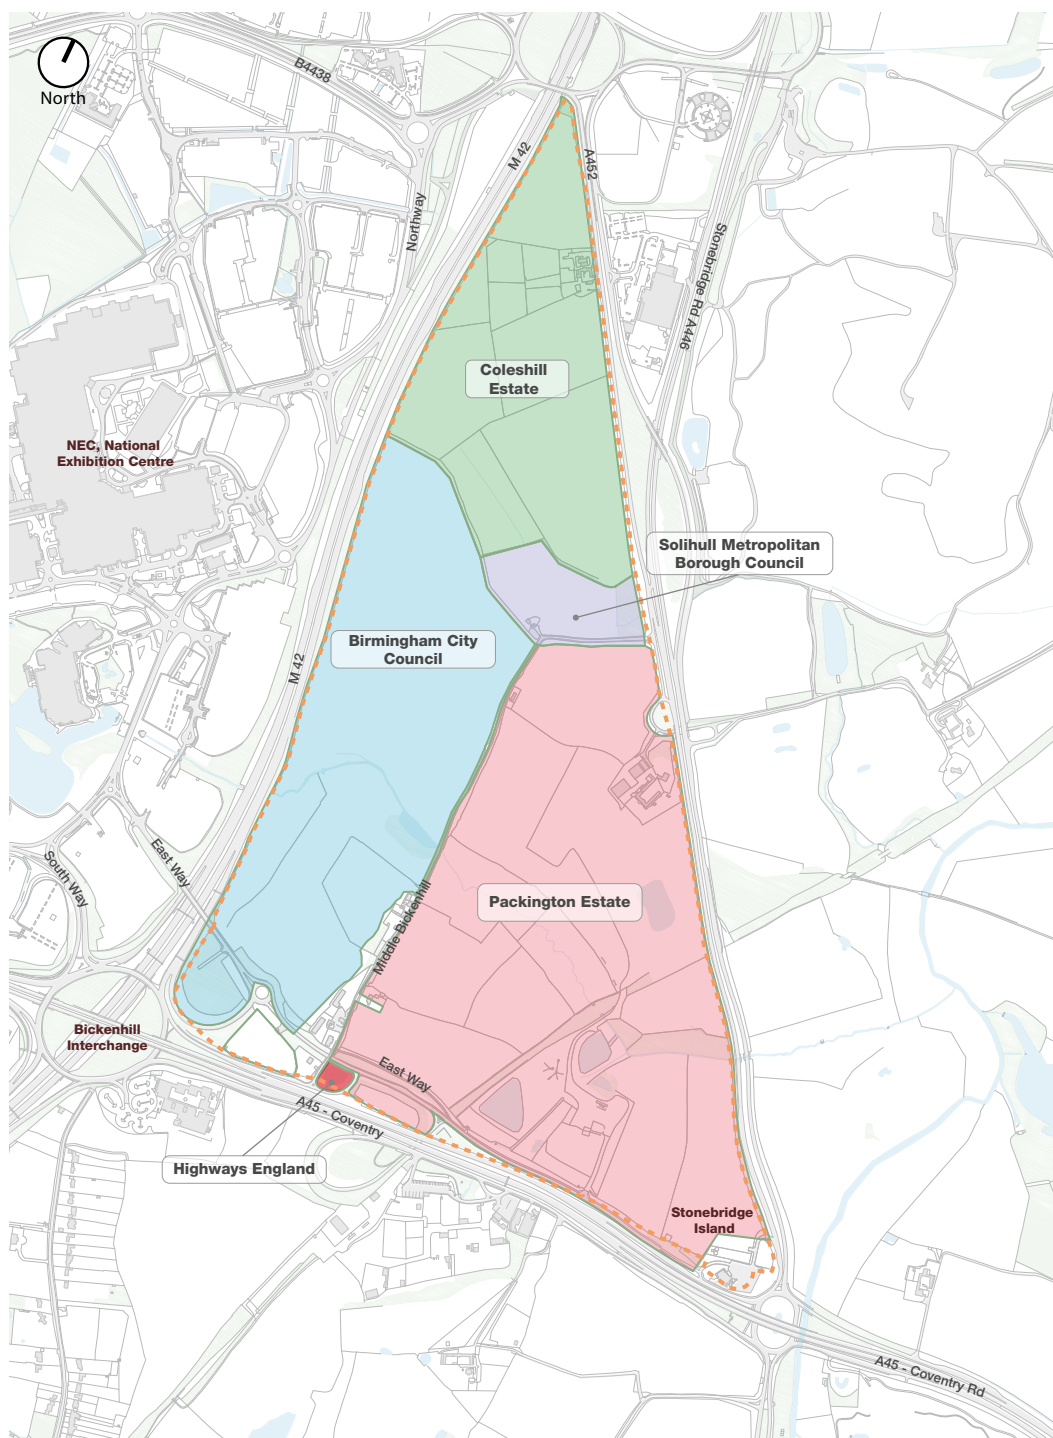 North
B4438
M 42
A452
Northway
Stonebridge Rd A446
Coleshill
Estate
NEC, National
Exhibition Centre
Solihull Metropolitan
Borough Council
Birmingham City
Council
M 42
East Way
South Way
Packington Estate
Middle Bickenhill
Bickenhill
Interchange
East Way
A45 - Coventry
Highways England
Stonebridge
Island
A45 - Coventry Rd